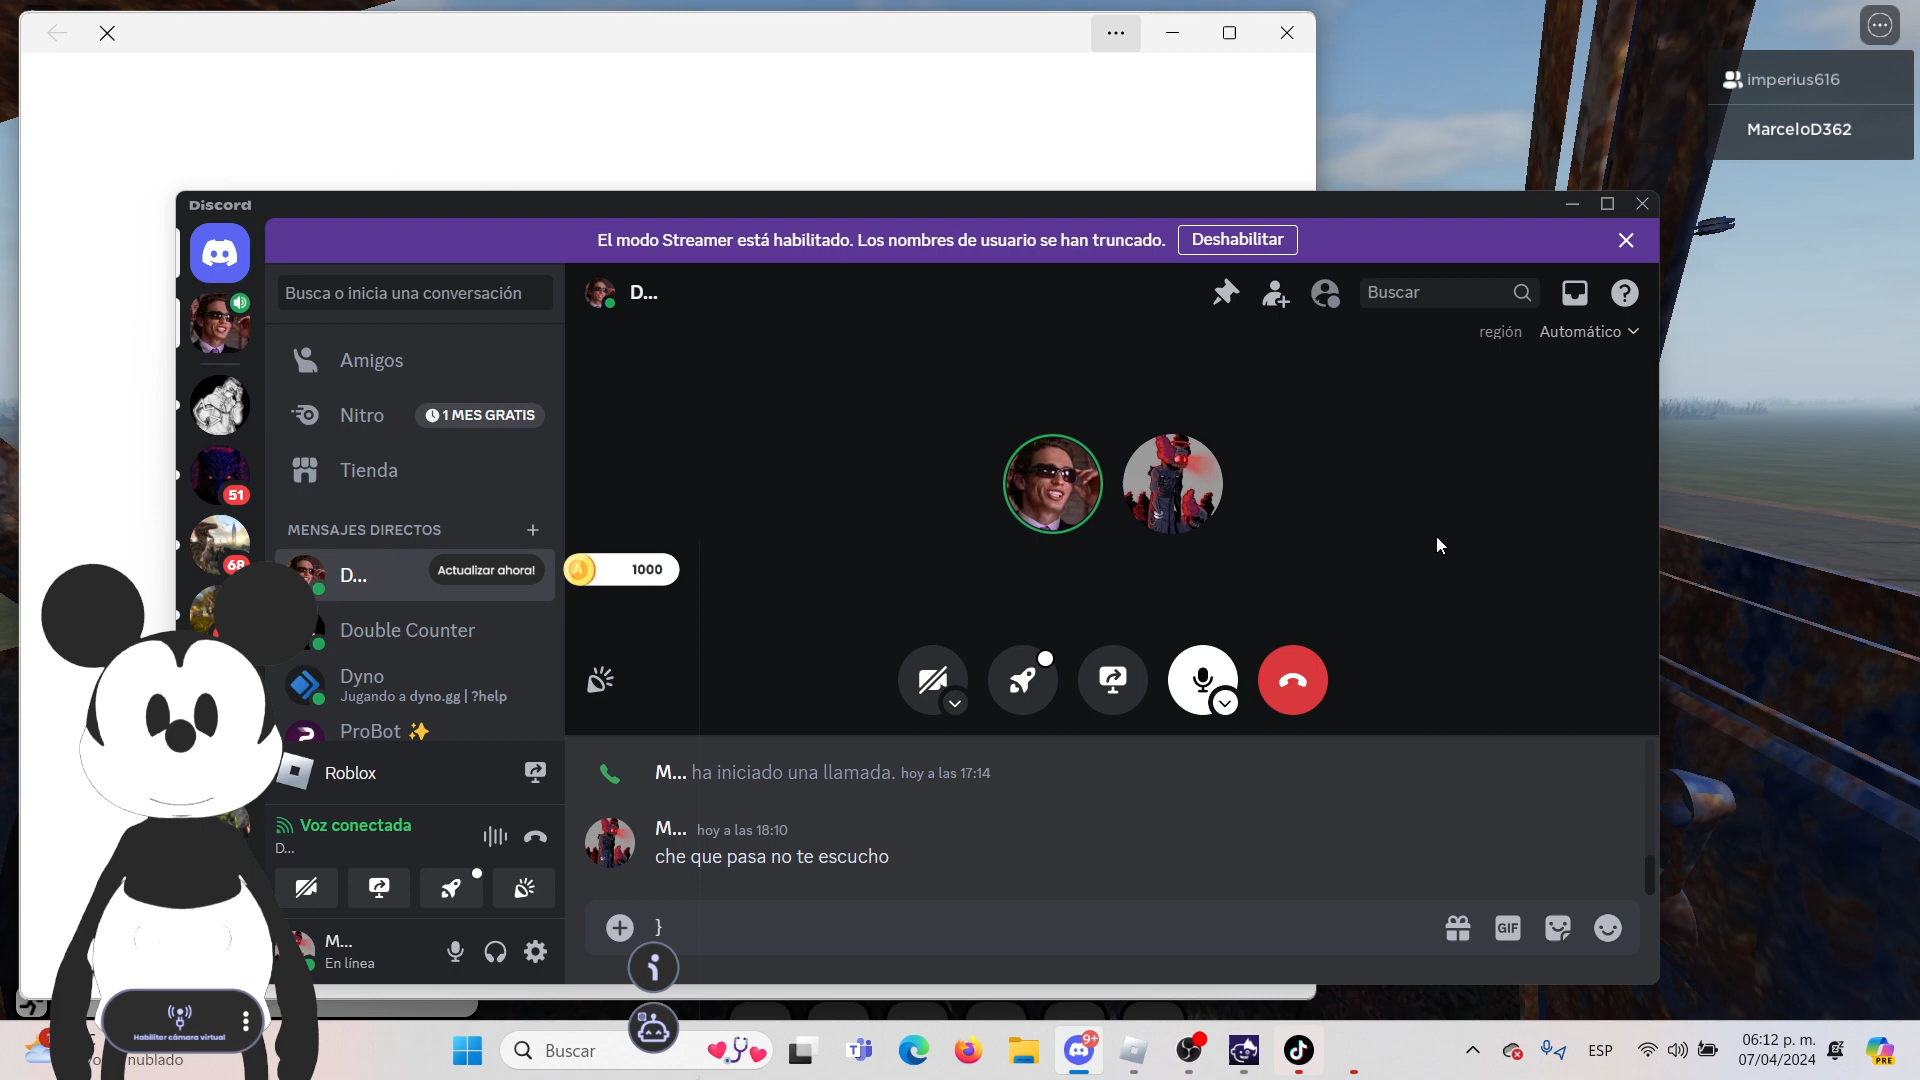 imperius616
MarceloD362
Discord
El modo Streamer está habilitado. Los nombres de usuario se han truncado.
Deshabilitar
Busca o inicia una conversación
D...
Buscar
región Automático
Amigos
Nitro
1 MES GRATIS
Tienda
51
68
MENSAJES DIRECTOS
D...
Actualizar ahora!
1000
Double Counter
Dyno
Jugando a dyno.gg | ?help
ProBot ✨
Roblox
Voz conectada
D...
M... ha iniciado una llamada. hoy a las 17:14
M... hoy a las 18:10
che que pasa no te escucho
}
GIF
M...
En línea
Habilitar cámara virtual
nublado
Buscar
9+
ESP
06:12 p. m.
07/04/2024
PRE